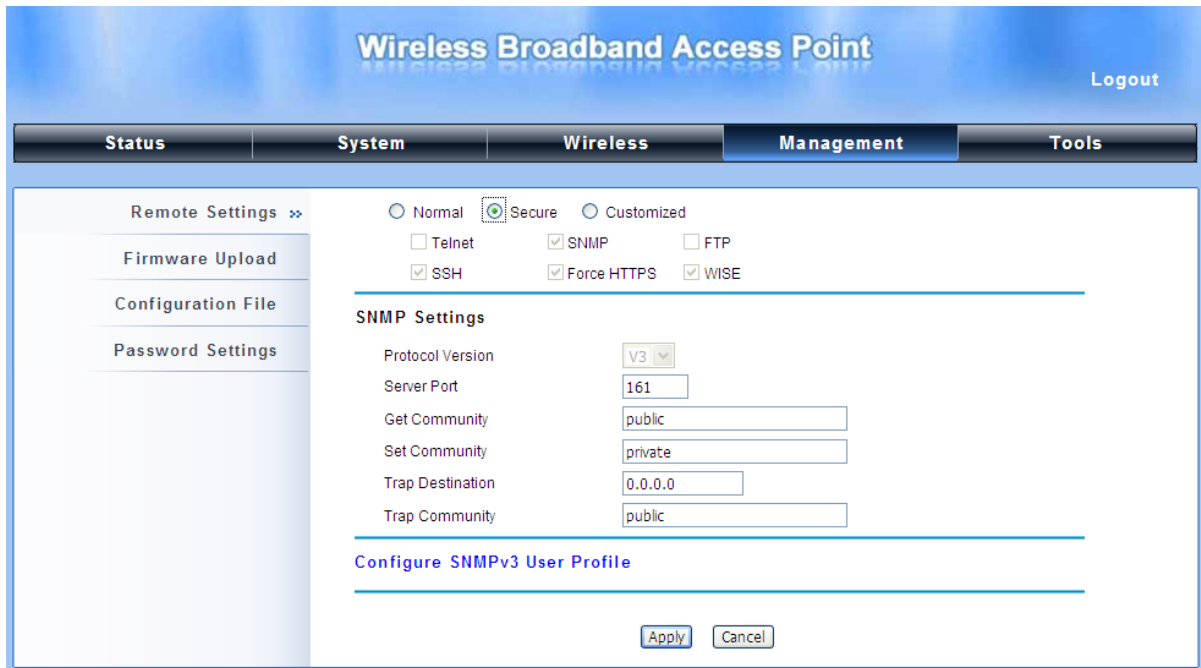 Wireless Broadband Access Point
Logout
Status System Wireless Management Tools
Remote Settings »
Firmware Upload
Configuration File
Password Settings
Normal Secure Customized
Telnet SNMP FTP
SSH Force HTTPS WISE
SNMP Settings
Protocol Version V3
Server Port 161
Get Community public
Set Community private
Trap Destination 0.0.0.0
Trap Community public
Configure SNMPv3 User Profile
Apply Cancel